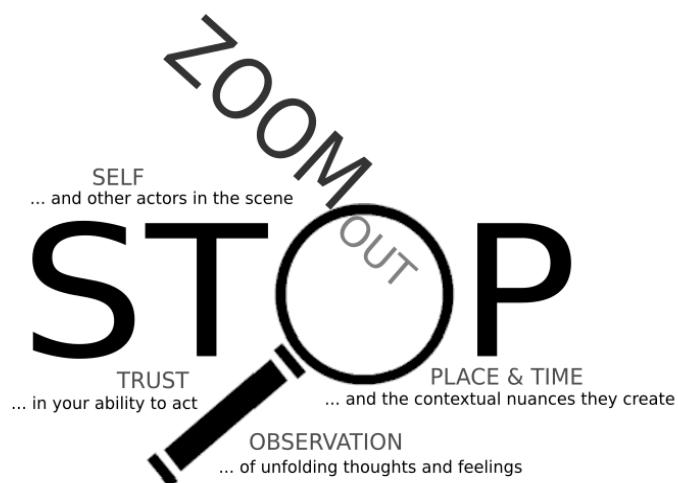 ZOOM
OUT
SELF
... and other actors in the scene
STOP
TRUST
... in your ability to act
PLACE & TIME
... and the contextual nuances they create
OBSERVATION
... of unfolding thoughts and feelings